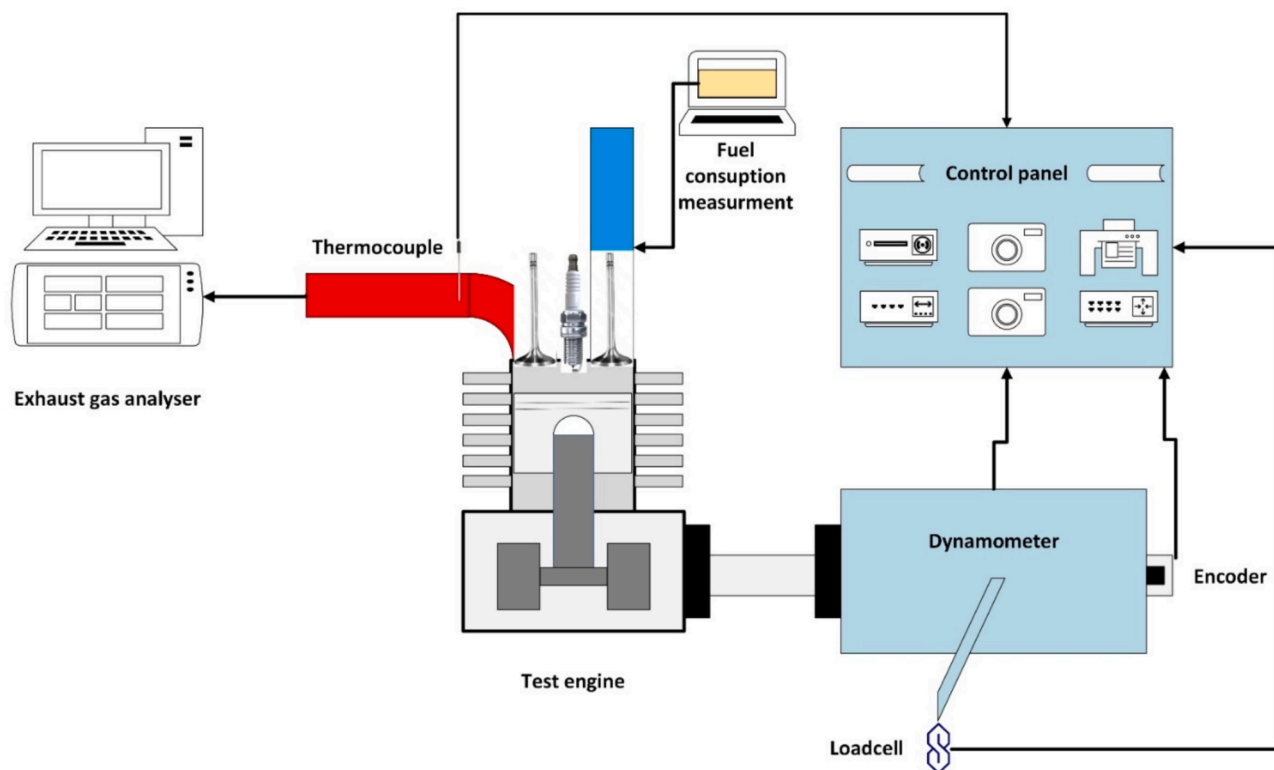 Fuel
consuption
measurment
Control panel
Thermocouple
Exhaust gas analyser
Dynamometer
Encoder
Test engine
Loadcell